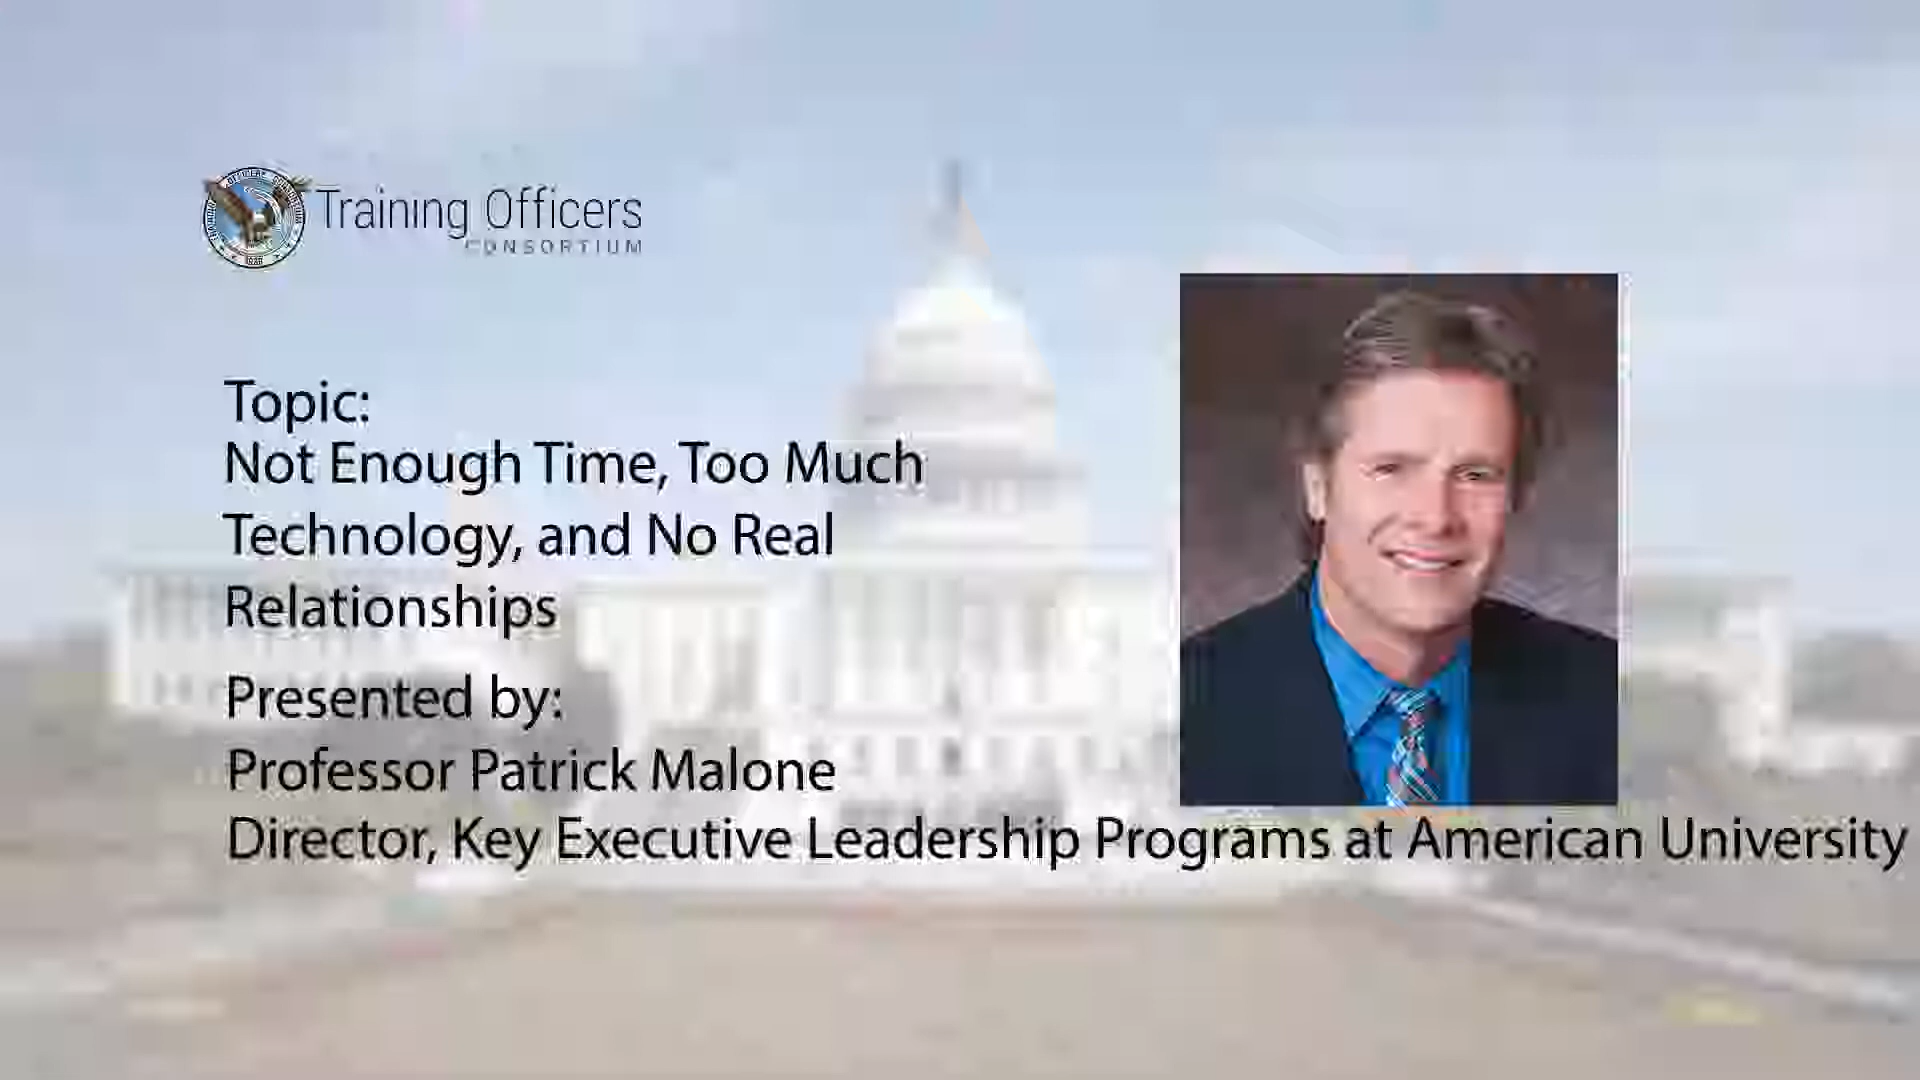 Training Officers
CONSORTIUM
Topic:
Not Enough Time, Too Much
Technology, and No Real
Relationships
Presented by:
Professor Patrick Malone
Director, Key Executive Leadership Programs at American University